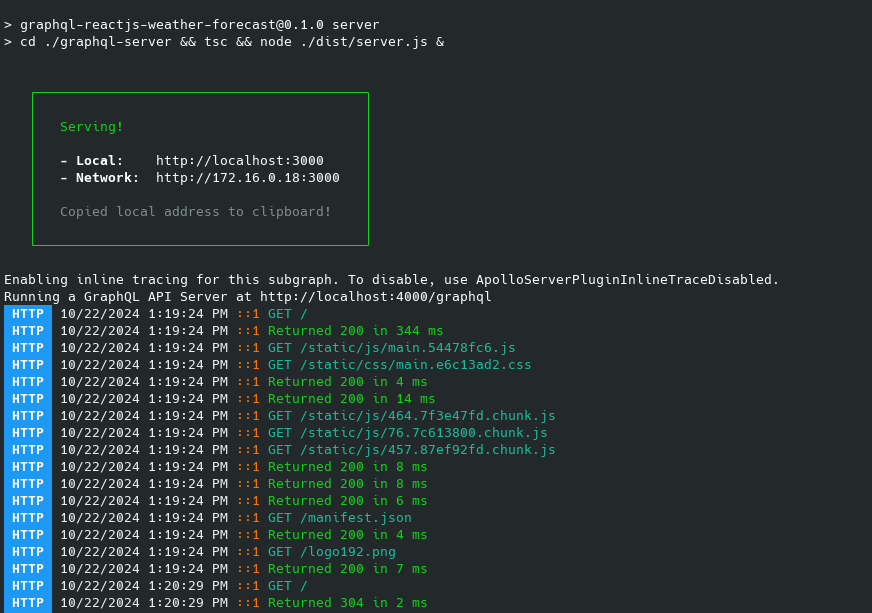 > graphql-reactjs-weather-forecast@0.1.0 server
> cd ./graphql-server && tsc && node ./dist/server.js &
Serving!
- Local:    http://localhost:3000
- Network:  http://172.16.0.18:3000
Copied local address to clipboard!
Enabling inline tracing for this subgraph. To disable, use ApolloServerPluginInlineTraceDisabled.
Running a GraphQL API Server at http://localhost:4000/graphql
HTTP  10/22/2024 1:19:24 PM ::1 GET /
HTTP  10/22/2024 1:19:24 PM ::1 Returned 200 in 344 ms
HTTP  10/22/2024 1:19:24 PM ::1 GET /static/js/main.54478fc6.js
HTTP  10/22/2024 1:19:24 PM ::1 GET /static/css/main.e6c13ad2.css
HTTP  10/22/2024 1:19:24 PM ::1 Returned 200 in 4 ms
HTTP  10/22/2024 1:19:24 PM ::1 Returned 200 in 14 ms
HTTP  10/22/2024 1:19:24 PM ::1 GET /static/js/464.7f3e47fd.chunk.js
HTTP  10/22/2024 1:19:24 PM ::1 GET /static/js/76.7c613800.chunk.js
HTTP  10/22/2024 1:19:24 PM ::1 GET /static/js/457.87ef92fd.chunk.js
HTTP  10/22/2024 1:19:24 PM ::1 Returned 200 in 8 ms
HTTP  10/22/2024 1:19:24 PM ::1 Returned 200 in 8 ms
HTTP  10/22/2024 1:19:24 PM ::1 Returned 200 in 6 ms
HTTP  10/22/2024 1:19:24 PM ::1 GET /manifest.json
HTTP  10/22/2024 1:19:24 PM ::1 Returned 200 in 4 ms
HTTP  10/22/2024 1:19:24 PM ::1 GET /logo192.png
HTTP  10/22/2024 1:19:24 PM ::1 Returned 200 in 7 ms
HTTP  10/22/2024 1:20:29 PM ::1 GET /
HTTP  10/22/2024 1:20:29 PM ::1 Returned 304 in 2 ms